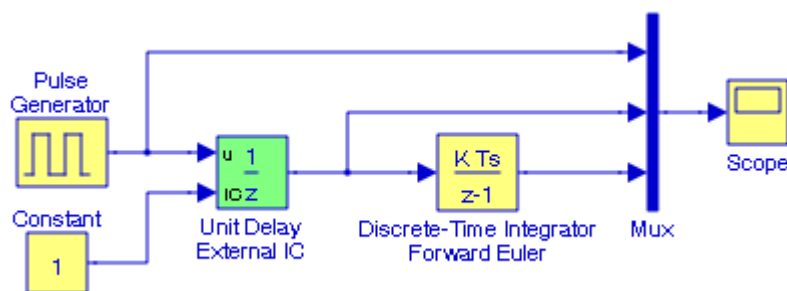 Pulse
Generator
Constant
1
u
IC
1
z
Unit Delay
External IC
K Ts
z-1
Discrete-Time Integrator
Forward Euler
Mux
Scope